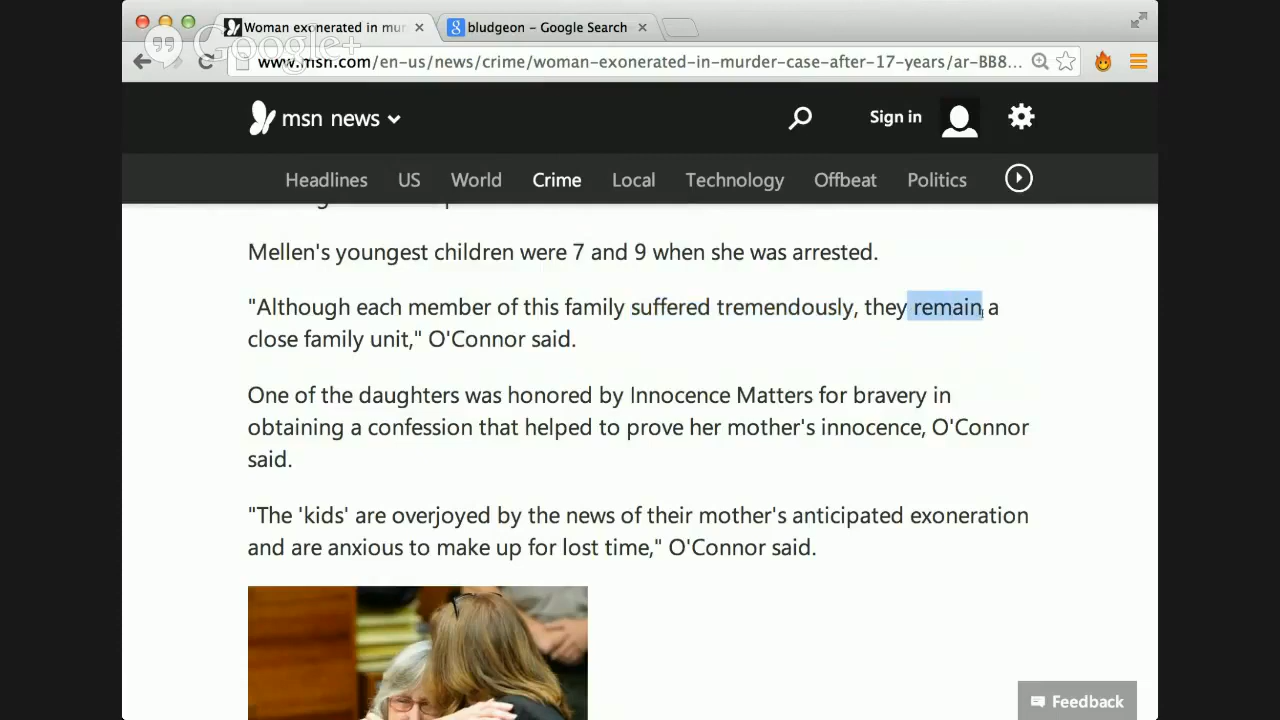 Woman exonerated in mur
bludgeon - Google Search
Google+
www.msn.com/en-us/news/crime/woman-exonerated-in-murder-case-after-17-years/ar-BB8...
msn news
Sign in
Headlines US World Crime Local Technology Offbeat Politics
Mellen's youngest children were 7 and 9 when she was arrested.
"Although each member of this family suffered tremendously, they remain a
close family unit," O'Connor said.
One of the daughters was honored by Innocence Matters for bravery in
obtaining a confession that helped to prove her mother's innocence, O'Connor
said.
"The 'kids' are overjoyed by the news of their mother's anticipated exoneration
and are anxious to make up for lost time," O'Connor said.
Feedback